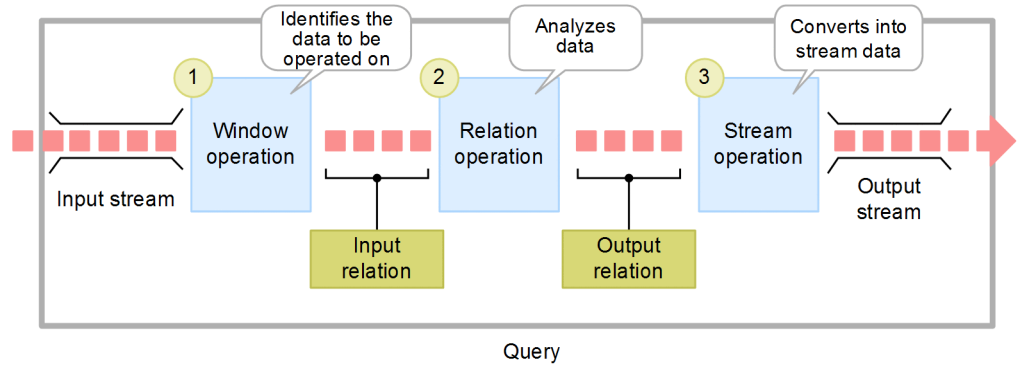 Identifies the
data to be
operated on
Analyzes
data
Converts into
stream data
1
2
3
Window
operation
Relation
operation
Stream
operation
Input stream
Output
stream
Input
relation
Output
relation
Query